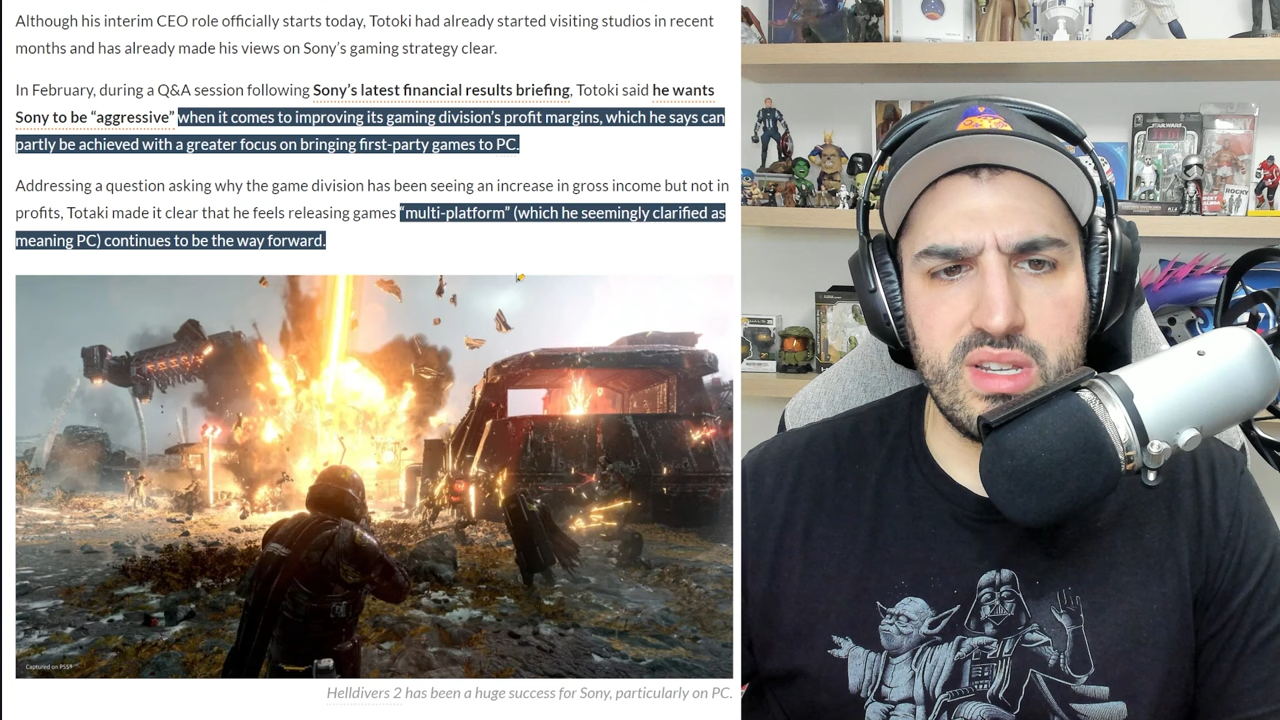 Although his interim CEO role officially starts today, Totoki had already started visiting studios in recent
months and has already made his views on Sony’s gaming strategy clear.
In February, during a Q&A session following Sony’s latest financial results briefing, Totoki said he wants
Sony to be “aggressive” when it comes to improving its gaming division’s profit margins, which he says can
partly be achieved with a greater focus on bringing first-party games to PC.
Addressing a question asking why the game division has been seeing an increase in gross income but not in
profits, Totaki made it clear that he feels releasing games “multi-platform” (which he seemingly clarified as
meaning PC) continues to be the way forward.
Captured on PS5®
Helldivers 2 has been a huge success for Sony, particularly on PC.
STAR WARS
JEDI
ROCKY